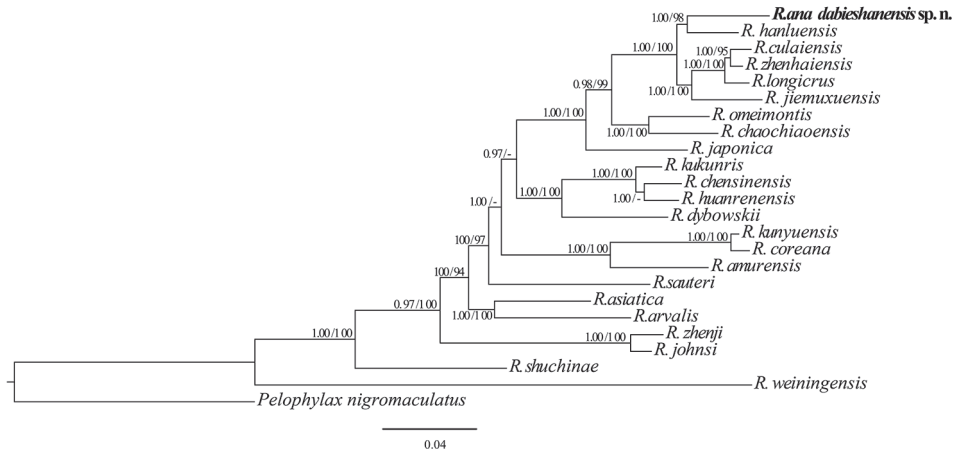 1.00/98
R.ana dabieshanensis sp. n.
R. hanluensis
1.00/100
1.00/95
R.culaiensis
1.00/100
R.zhenhaiensis
R.longicrus
0.98/99
1.00/100
R. jiemuxuensis
R. omeimontis
1.00/100
R. chaochiaoensis
1.00/100
R. japonica
0.97/-
R. kukunris
1.00/100
R. chensinensis
1.00/-
R. huanrenensis
1.00/100
R. dybowskii
1.00/-
R. kunyuensis
1.00/100
R. coreana
100/97
1.00/100
R. amurensis
100/94
R.sauteri
R.asiatica
0.97/100
1.00/100
R.arvalis
R. zhenji
1.00/100
R. johnsi
1.00/100
R. shuchinae
R. weiningensis
Pelophylax nigromaculatus
0.04